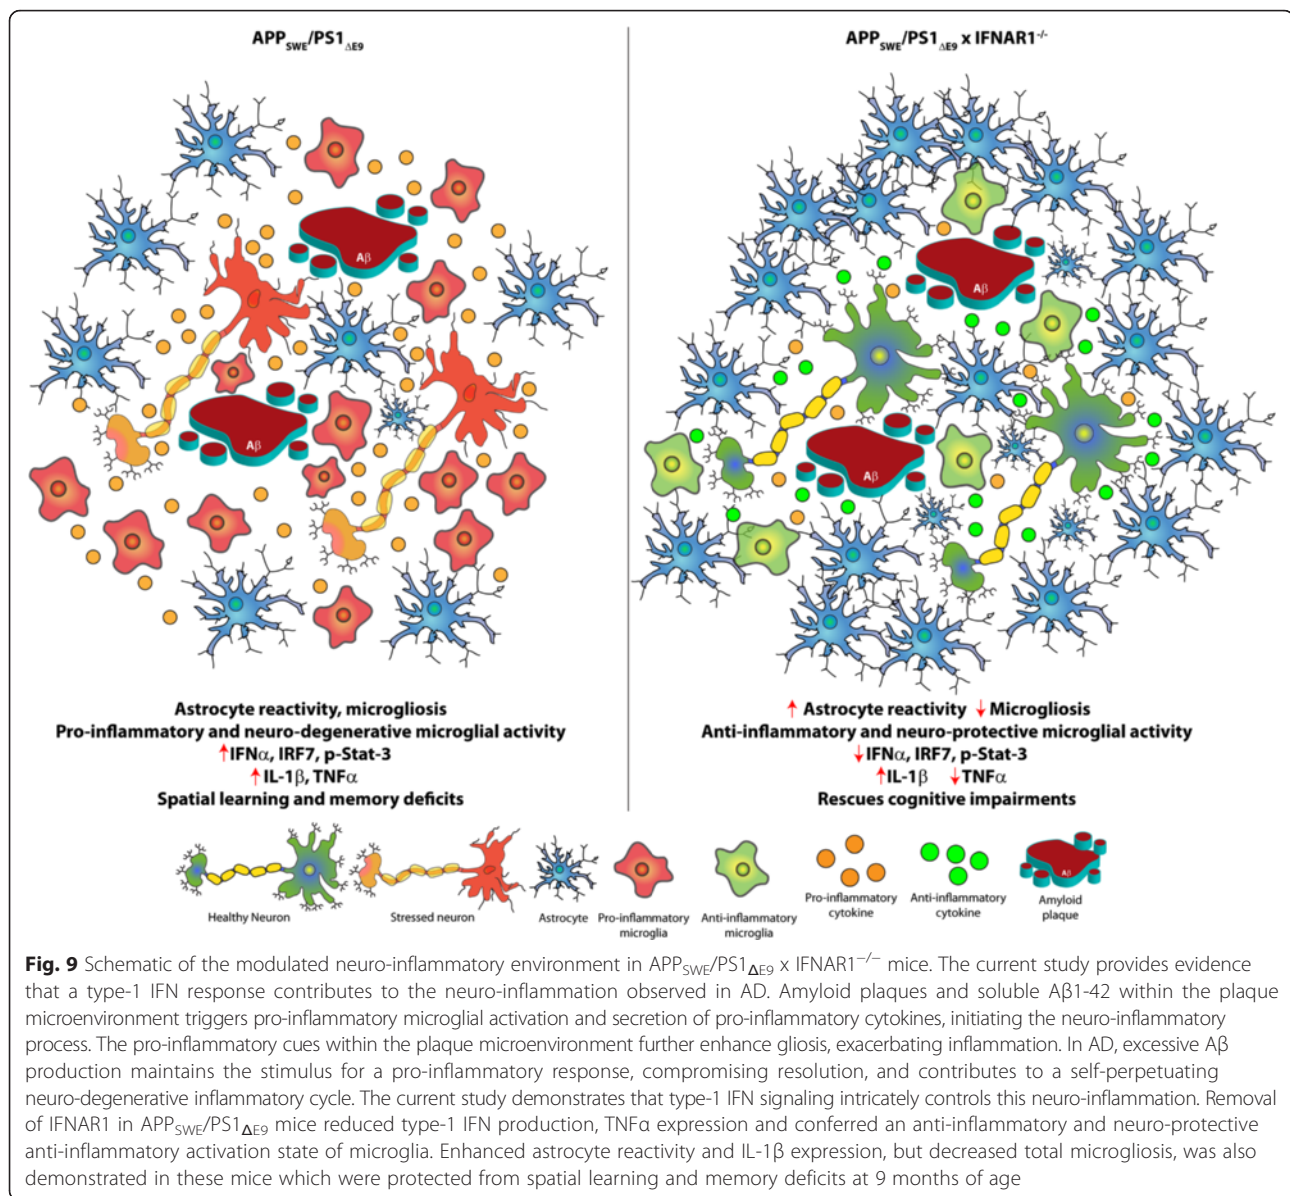 APPSWE/PS1ΔE9
APPSWE/PS1ΔE9 x IFNAR1-/-
Aβ
Aβ
Aβ
Aβ
Astrocyte reactivity, microgliosis
Pro-inflammatory and neuro-degenerative microglial activity
↑IFNα, IRF7, p-Stat-3
↑IL-1β, TNFα
Spatial learning and memory deficits
↑ Astrocyte reactivity ↓Microgliosis
Anti-inflammatory and neuro-protective microglial activity
↓IFNα, IRF7, p-Stat-3
↑IL-1β ↓TNFα
Rescues cognitive impairments
Aβ
Healthy Neuron
Stressed neuron
Astrocyte
Pro-inflammatory
microglia
Anti-inflammatory
microglia
Pro-inflammatory
cytokine
Anti-inflammatory
cytokine
Amyloid
plaque
Fig. 9 Schematic of the modulated neuro-inflammatory environment in APPSWE/PS1ΔE9 x IFNAR1−/− mice. The current study provides evidence
that a type-1 IFN response contributes to the neuro-inflammation observed in AD. Amyloid plaques and soluble Aβ1-42 within the plaque
microenvironment triggers pro-inflammatory microglial activation and secretion of pro-inflammatory cytokines, initiating the neuro-inflammatory
process. The pro-inflammatory cues within the plaque microenvironment further enhance gliosis, exacerbating inflammation. In AD, excessive Aβ
production maintains the stimulus for a pro-inflammatory response, compromising resolution, and contributes to a self-perpetuating
neuro-degenerative inflammatory cycle. The current study demonstrates that type-1 IFN signaling intricately controls this neuro-inflammation. Removal
of IFNAR1 in APPSWE/PS1ΔE9 mice reduced type-1 IFN production, TNFα expression and conferred an anti-inflammatory and neuro-protective
anti-inflammatory activation state of microglia. Enhanced astrocyte reactivity and IL-1β expression, but decreased total microgliosis, was also
demonstrated in these mice which were protected from spatial learning and memory deficits at 9 months of age